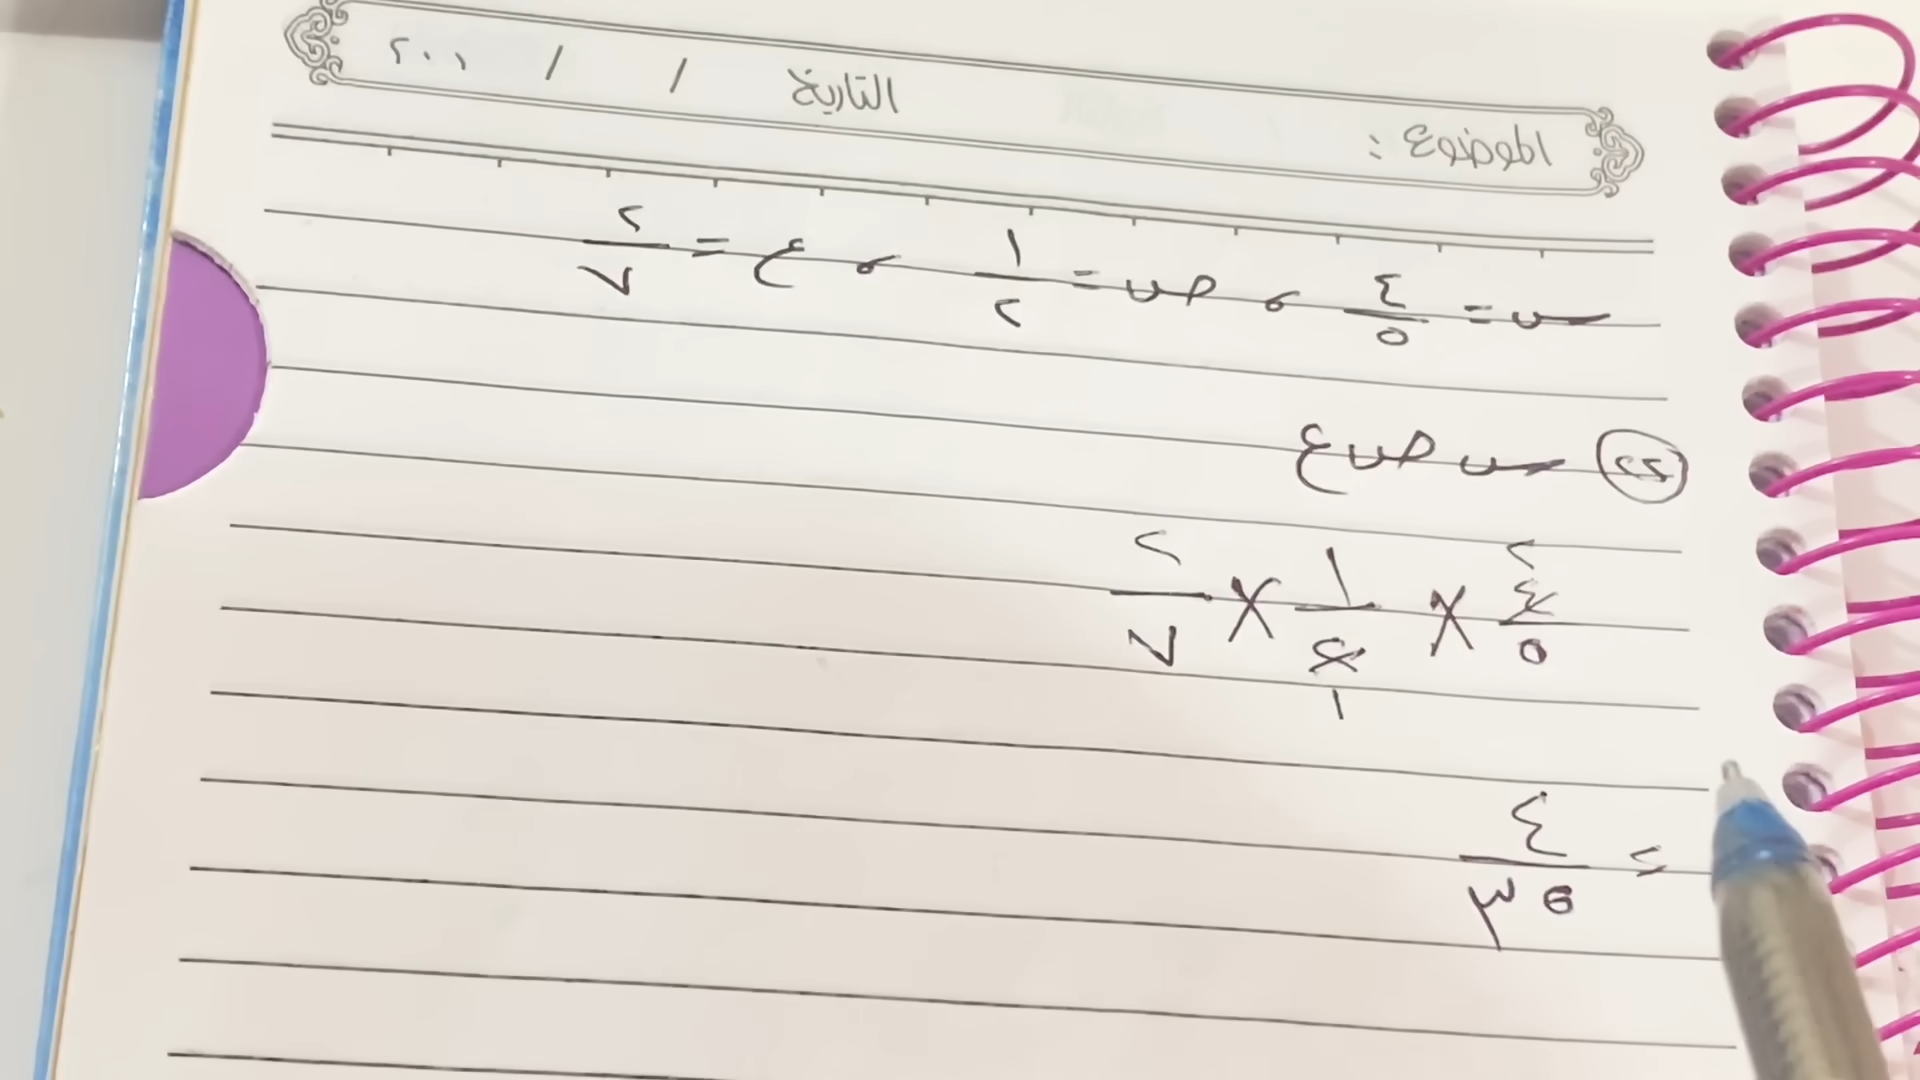 الموضوع : التاريخ / / ٢٠١
س = ٤/٥ ، ص = ١/٢ ، ع = ٢/٧
٢٢ س ص ع
٢
٤/٥ × ١/٢ × ٢/٧
١
= ٤/٣٥